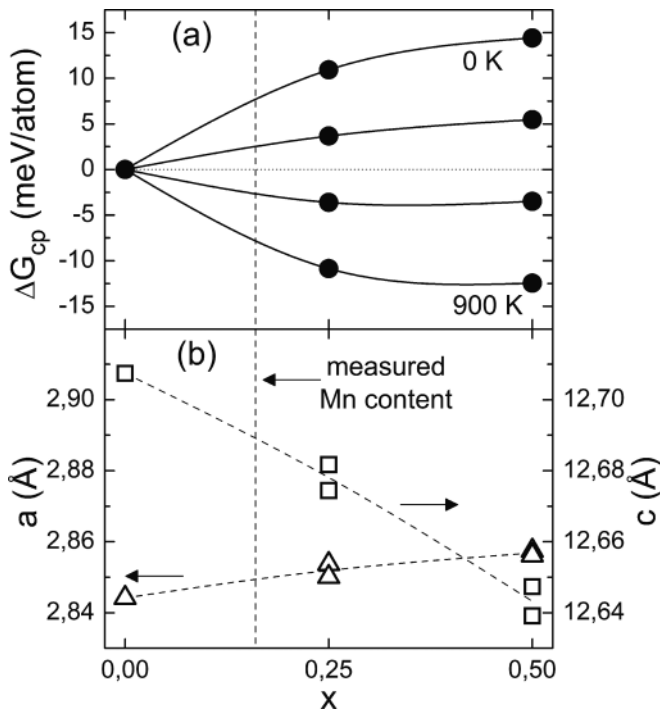 (a)
15
10
5
0
-5
-10
-15
ΔG_cp (meV/atom)
0 K
900 K
(b)
measured
Mn content
2,90
2,88
2,86
2,84
a (Å)
12,70
12,68
12,66
12,64
c (Å)
0,00 0,25 0,50
x